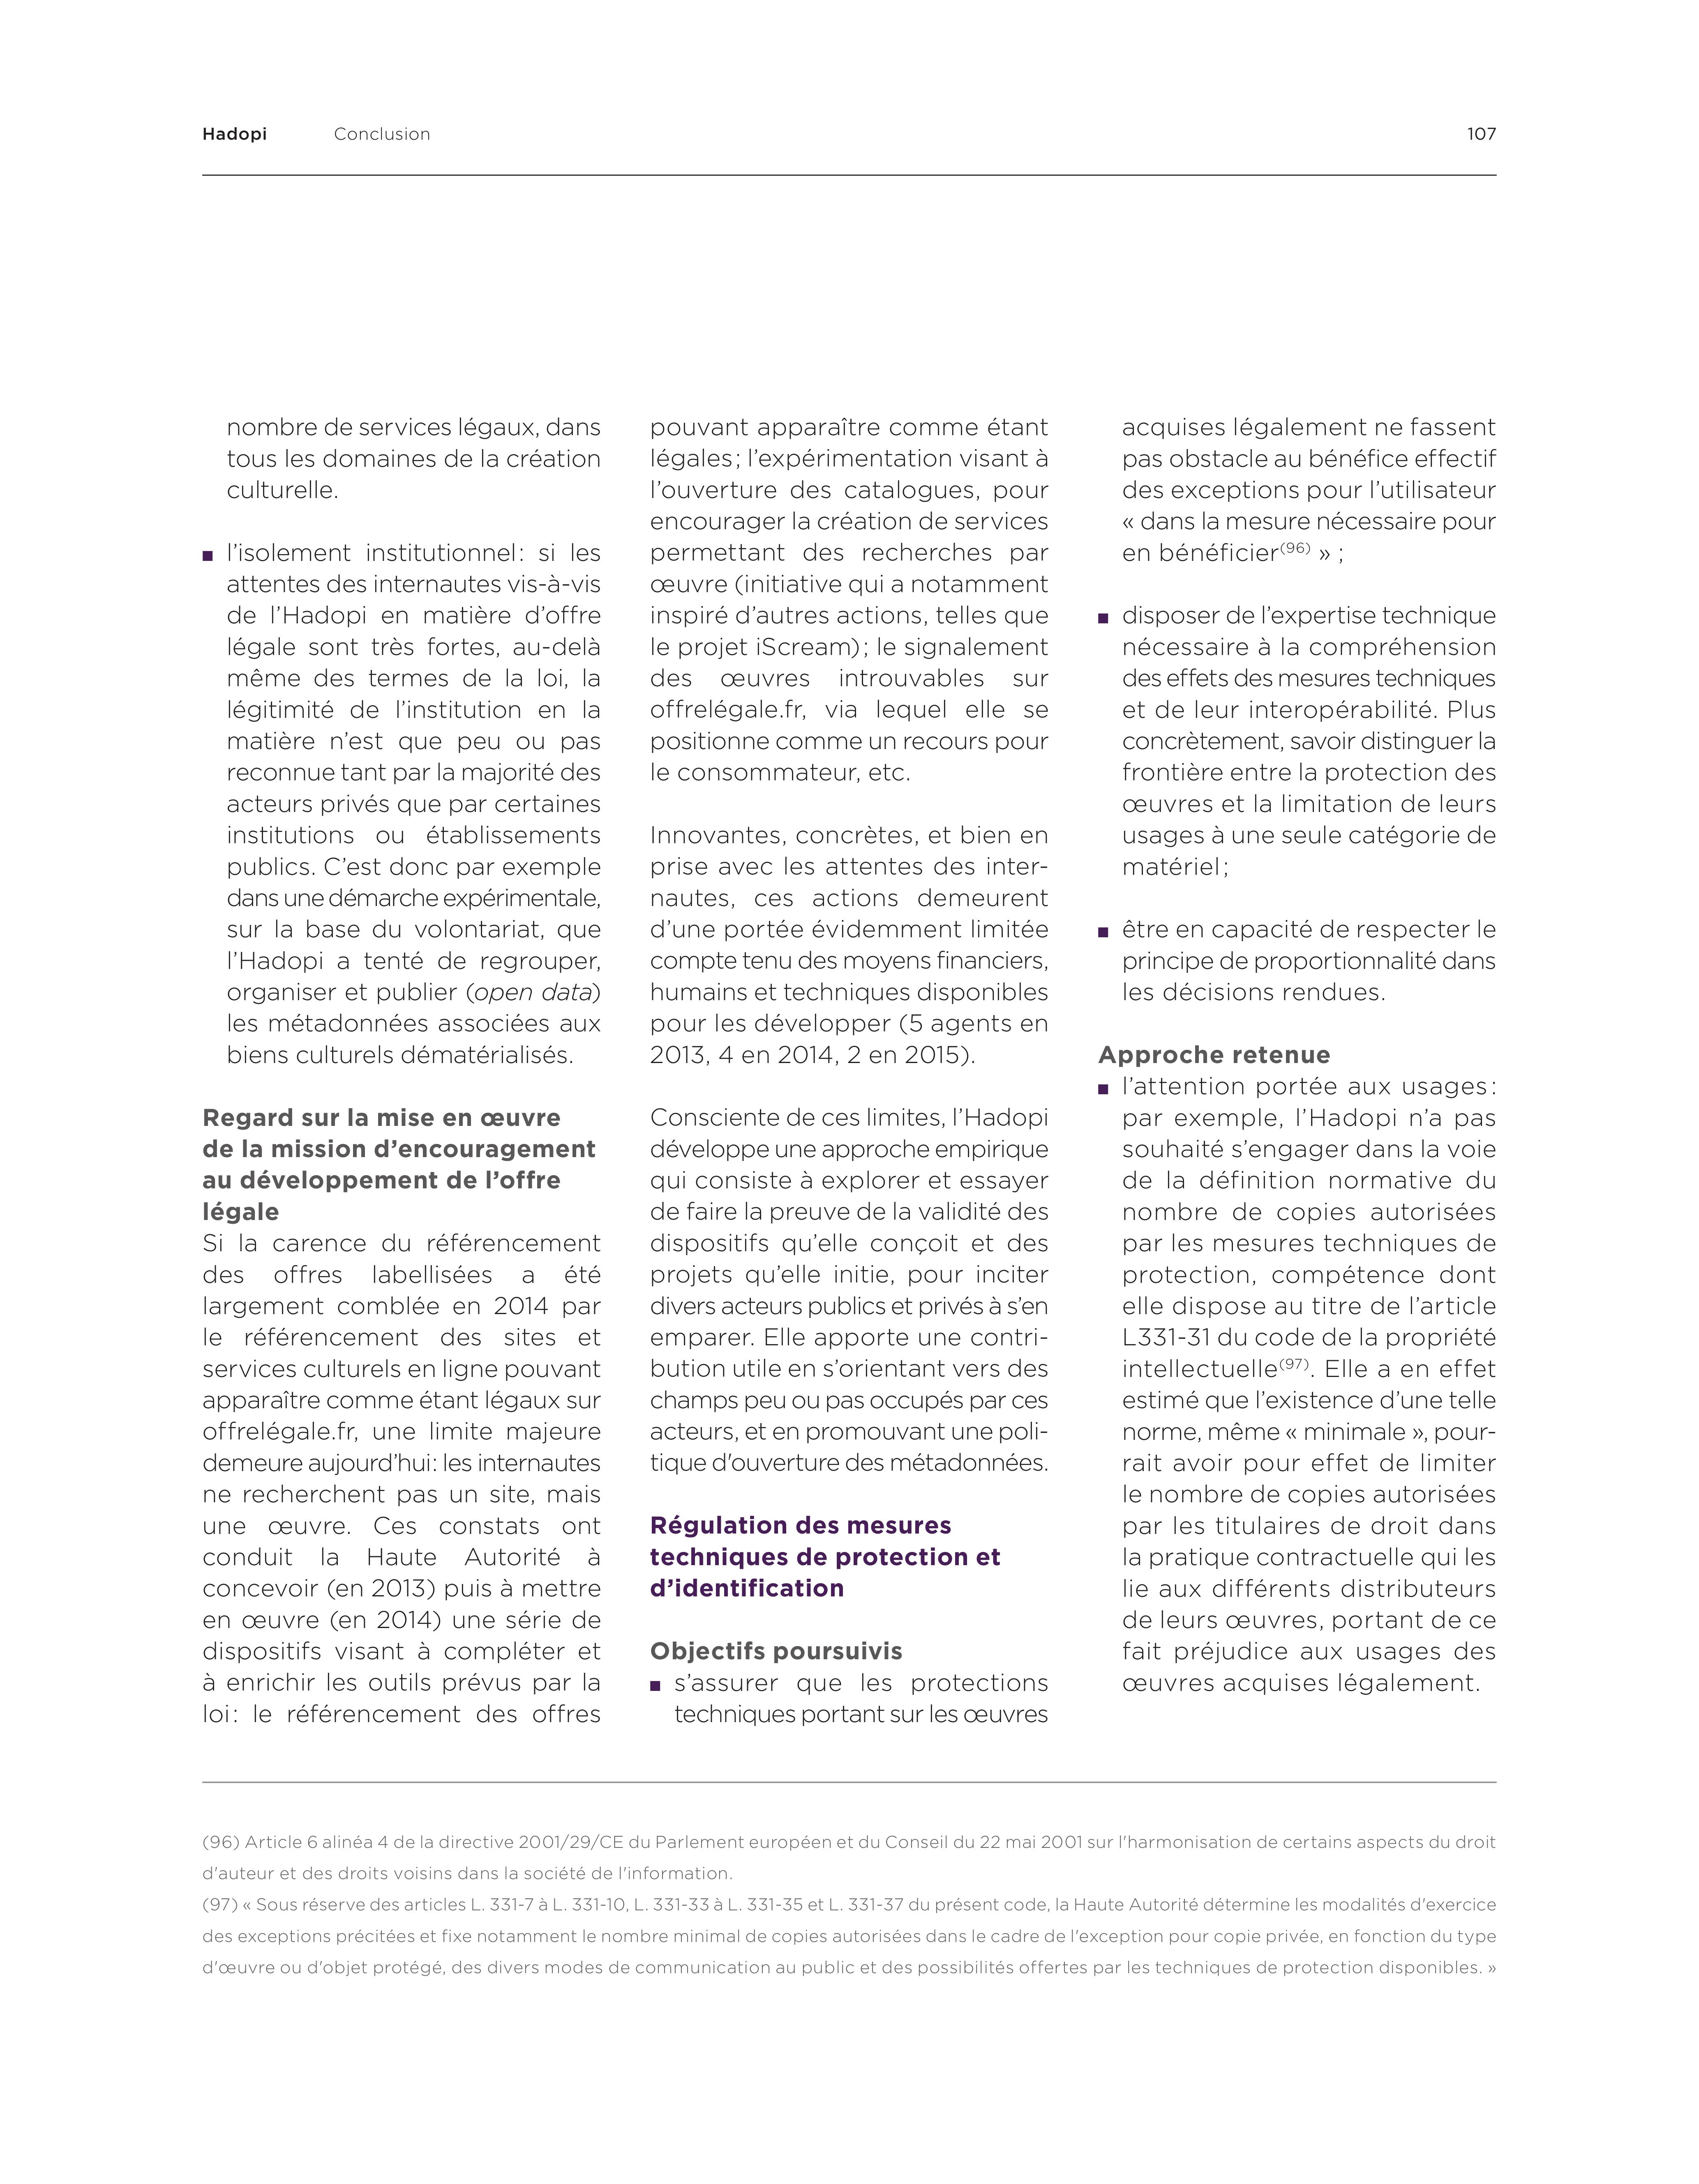 Hadopi Conclusion 107
nombre de services légaux, dans
tous les domaines de la création
culturelle.
■ l’isolement institutionnel : si les
attentes des internautes vis-à-vis
de l’Hadopi en matière d’offre
légale sont très fortes, au-delà
même des termes de la loi, la
légitimité de l’institution en la
matière n’est que peu ou pas
reconnue tant par la majorité des
acteurs privés que par certaines
institutions ou établissements
publics. C’est donc par exemple
dans une démarche expérimentale,
sur la base du volontariat, que
l’Hadopi a tenté de regrouper,
organiser et publier (open data)
les métadonnées associées aux
biens culturels dématérialisés.
Regard sur la mise en œuvre
de la mission d’encouragement
au développement de l’offre
légale
Si la carence du référencement
des offres labellisées a été
largement comblée en 2014 par
le référencement des sites et
services culturels en ligne pouvant
apparaître comme étant légaux sur
offrelégale.fr, une limite majeure
demeure aujourd’hui : les internautes
ne recherchent pas un site, mais
une œuvre. Ces constats ont
conduit la Haute Autorité à
concevoir (en 2013) puis à mettre
en œuvre (en 2014) une série de
dispositifs visant à compléter et
à enrichir les outils prévus par la
loi : le référencement des offres
pouvant apparaître comme étant
légales ; l’expérimentation visant à
l’ouverture des catalogues, pour
encourager la création de services
permettant des recherches par
œuvre (initiative qui a notamment
inspiré d’autres actions, telles que
le projet iScream) ; le signalement
des œuvres introuvables sur
offrelégale.fr, via lequel elle se
positionne comme un recours pour
le consommateur, etc.
Innovantes, concrètes, et bien en
prise avec les attentes des inter-
nautes, ces actions demeurent
d’une portée évidemment limitée
compte tenu des moyens financiers,
humains et techniques disponibles
pour les développer (5 agents en
2013, 4 en 2014, 2 en 2015).
Consciente de ces limites, l’Hadopi
développe une approche empirique
qui consiste à explorer et essayer
de faire la preuve de la validité des
dispositifs qu’elle conçoit et des
projets qu’elle initie, pour inciter
divers acteurs publics et privés à s’en
emparer. Elle apporte une contri-
bution utile en s’orientant vers des
champs peu ou pas occupés par ces
acteurs, et en promouvant une poli-
tique d'ouverture des métadonnées.
Régulation des mesures
techniques de protection et
d’identification
Objectifs poursuivis
■ s’assurer que les protections
techniques portant sur les œuvres
acquises légalement ne fassent
pas obstacle au bénéfice effectif
des exceptions pour l’utilisateur
« dans la mesure nécessaire pour
en bénéficier(96) » ;
■ disposer de l’expertise technique
nécessaire à la compréhension
des effets des mesures techniques
et de leur interopérabilité. Plus
concrètement, savoir distinguer la
frontière entre la protection des
œuvres et la limitation de leurs
usages à une seule catégorie de
matériel ;
■ être en capacité de respecter le
principe de proportionnalité dans
les décisions rendues.
Approche retenue
■ l’attention portée aux usages :
par exemple, l’Hadopi n’a pas
souhaité s’engager dans la voie
de la définition normative du
nombre de copies autorisées
par les mesures techniques de
protection, compétence dont
elle dispose au titre de l’article
L331-31 du code de la propriété
intellectuelle(97). Elle a en effet
estimé que l’existence d’une telle
norme, même « minimale », pour-
rait avoir pour effet de limiter
le nombre de copies autorisées
par les titulaires de droit dans
la pratique contractuelle qui les
lie aux différents distributeurs
de leurs œuvres, portant de ce
fait préjudice aux usages des
œuvres acquises légalement.
(96) Article 6 alinéa 4 de la directive 2001/29/CE du Parlement européen et du Conseil du 22 mai 2001 sur l'harmonisation de certains aspects du droit
d'auteur et des droits voisins dans la société de l'information.
(97) « Sous réserve des articles L. 331-7 à L. 331-10, L. 331-33 à L. 331-35 et L. 331-37 du présent code, la Haute Autorité détermine les modalités d'exercice
des exceptions précitées et fixe notamment le nombre minimal de copies autorisées dans le cadre de l'exception pour copie privée, en fonction du type
d'œuvre ou d'objet protégé, des divers modes de communication au public et des possibilités offertes par les techniques de protection disponibles. »